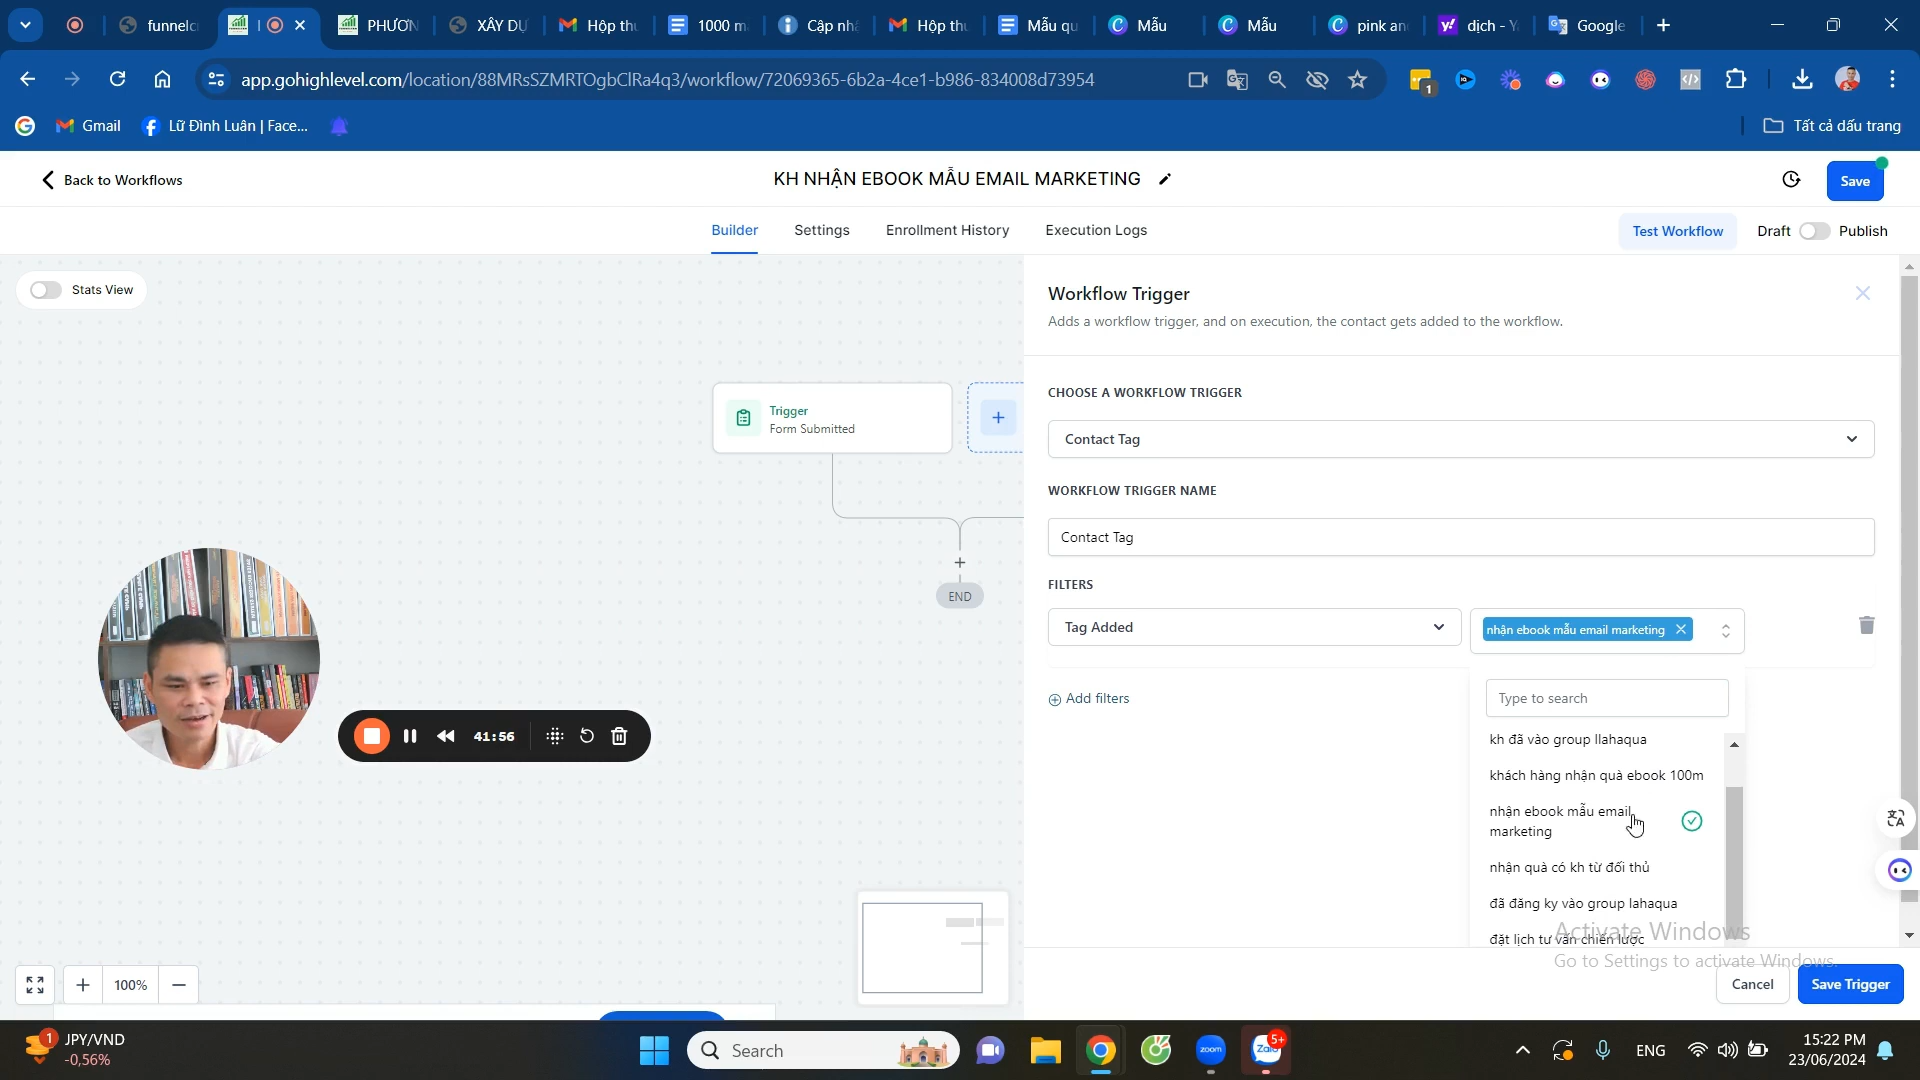 funnelc
PHƯƠN
XÂY DỰ
Hộp thư
1000 m
Cập nhậ
Hộp thư
Mẫu qu
Mẫu
Mẫu
pink an
dịch - Y
Google
app.gohighlevel.com/location/88MRsSZMRTOgbClRa4q3/workflow/72069365-6b2a-4ce1-b986-834008d73954
1
Gmail
Lữ Đình Luân | Face...
Tất cả dấu trang
Back to Workflows
KH NHẬN EBOOK MẪU EMAIL MARKETING
Save
Builder
Settings
Enrollment History
Execution Logs
Test Workflow
Draft
Publish
Stats View
Workflow Trigger
Adds a workflow trigger, and on execution, the contact gets added to the workflow.
Trigger
Form Submitted
END
CHOOSE A WORKFLOW TRIGGER
Contact Tag
WORKFLOW TRIGGER NAME
Contact Tag
FILTERS
Tag Added
nhận ebook mẫu email marketing
Add filters
Type to search
kh đã vào group llahaqua
khách hàng nhận quà ebook 100m
nhận ebook mẫu email
marketing
nhận quà có kh từ đối thủ
đã đăng ky vào group lahaqua
đặt lịch tư vấn chiến lược
41:56
100%
Activate Windows
Go to Settings to activate Windows.
Cancel
Save Trigger
1
JPY/VND
-0,56%
Search
zoom
Zalo
5+
ENG
15:22 PM
23/06/2024